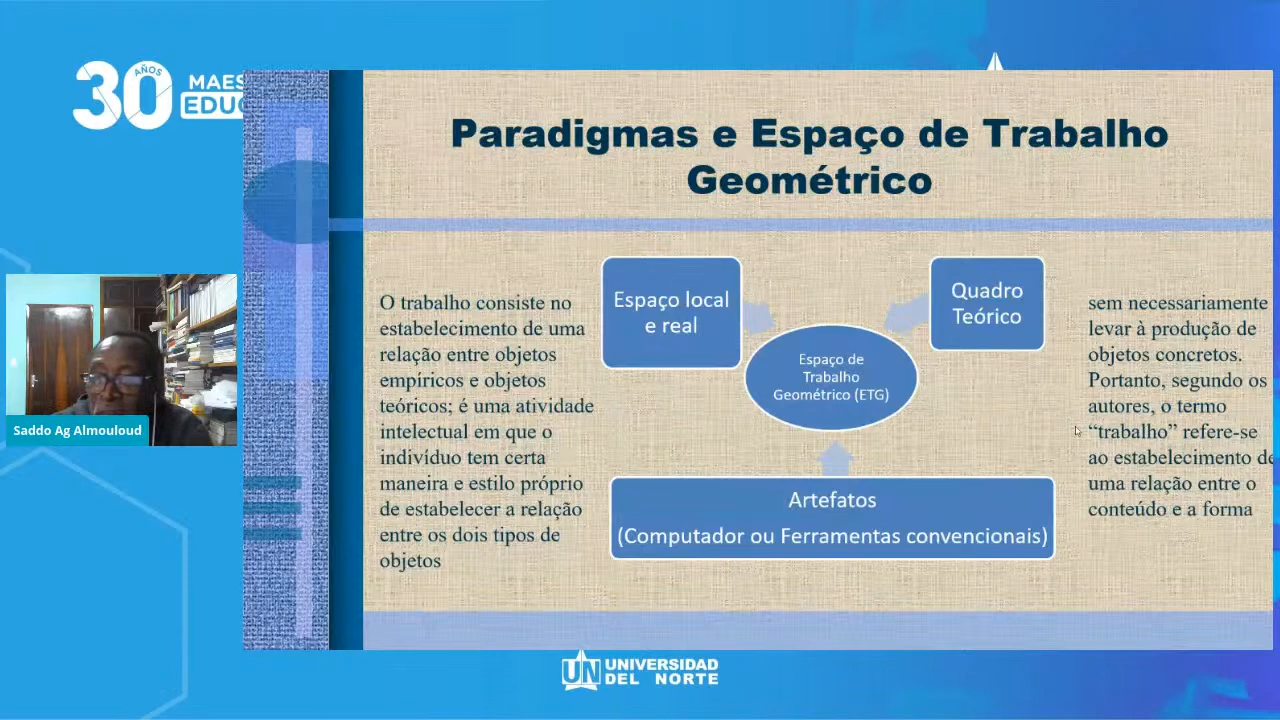 30
AÑOS
MAES
EDUC
Paradigmas e Espaço de Trabalho
Geométrico
O trabalho consiste no
estabelecimento de uma
relação entre objetos
empíricos e objetos
teóricos; é uma atividade
intelectual em que o
indivíduo tem certa
maneira e estilo próprio
de estabelecer a relação
entre os dois tipos de
objetos
Espaço local
e real
Quadro
Teórico
Espaço de
Trabalho
Geométrico (ETG)
Artefatos
(Computador ou Ferramentas convencionais)
sem necessariamente
levar à produção de
objetos concretos.
Portanto, segundo os
autores, o termo
“trabalho” refere-se
ao estabelecimento de
uma relação entre o
conteúdo e a forma
Saddo Ag Almouloud
UN UNIVERSIDAD
DEL NORTE